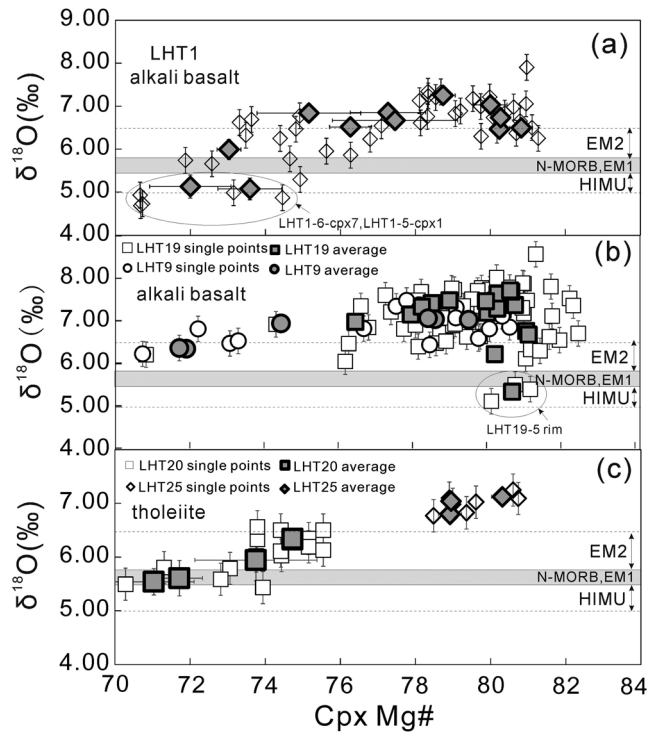 9.00
8.00
7.00
6.00
5.00
4.00
δ18O(‰)
LHT1
alkali basalt
(a)
EM2
N-MORB,EM1
HIMU
LHT1-6-cpx7,LHT1-5-cpx1
8.00
7.00
6.00
5.00
4.00
δ18O(‰)
LHT19 single points LHT19 average
LHT9 single points LHT9 average
alkali basalt
(b)
EM2
N-MORB,EM1
HIMU
LHT19-5 rim
7.00
6.00
5.00
4.00
δ18O(‰)
LHT20 single points LHT20 average
LHT25 single points LHT25 average
tholeiite
(c)
EM2
N-MORB,EM1
HIMU
70 72 74 76 78 80 82 84
Cpx Mg#